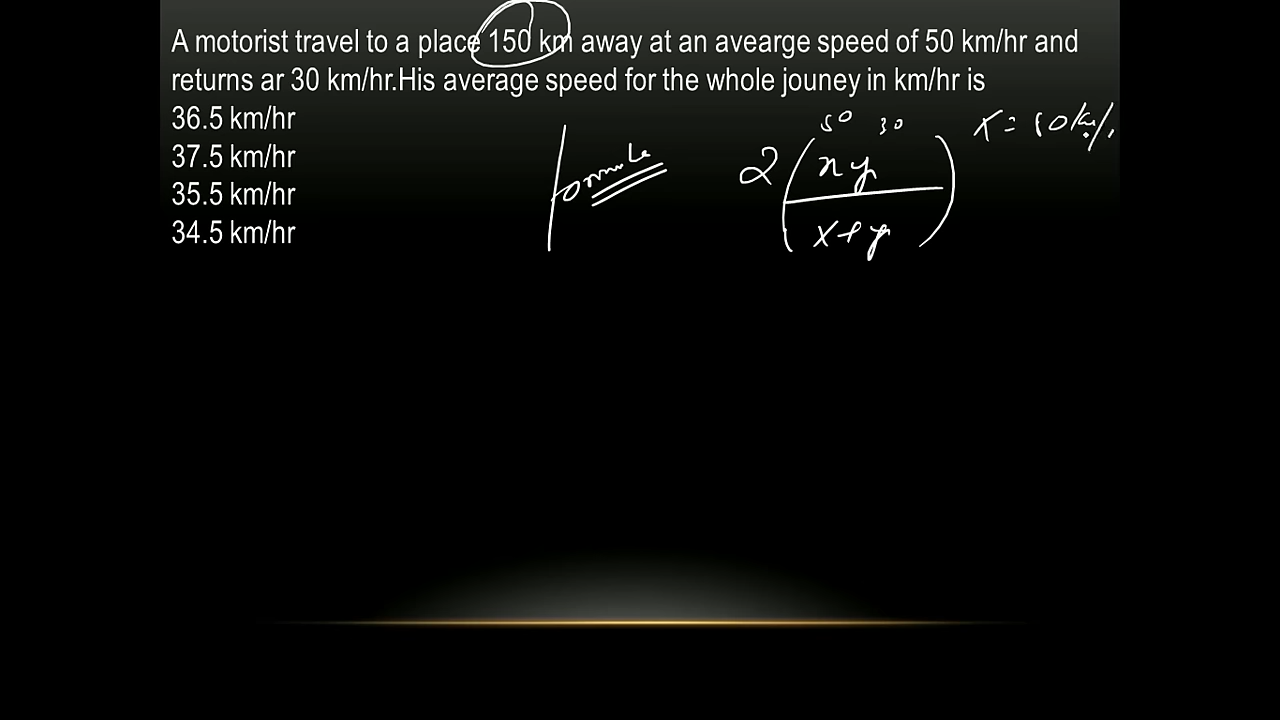 A motorist travel to a place 150 km away at an avearge speed of 50 km/hr and
returns ar 30 km/hr.His average speed for the whole jouney in km/hr is
36.5 km/hr
37.5 km/hr
35.5 km/hr
34.5 km/hr
formula
50 30
2 ( xy
x+y )
x =